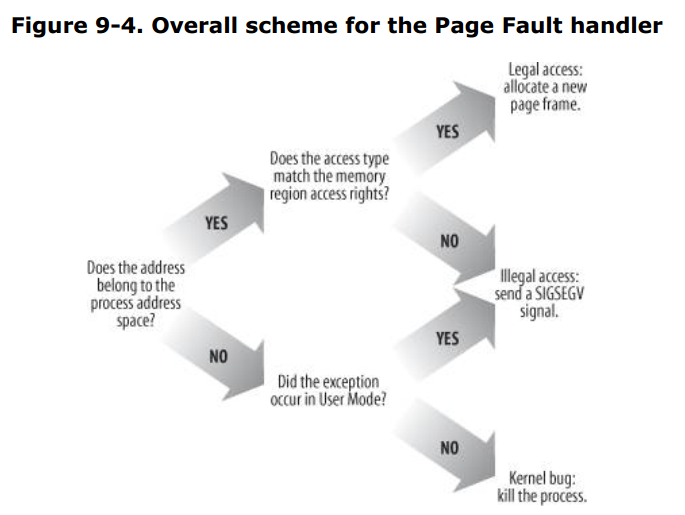 Figure 9-4. Overall scheme for the Page Fault handler
Legal access:
allocate a new
page frame.
YES
Does the access type
match the memory
region access rights?
YES
NO
Does the address
belong to the
process address
space?
Illegal access:
send a SIGSEGV
signal.
YES
NO
Did the exception
occur in User Mode?
NO
Kernel bug:
kill the process.